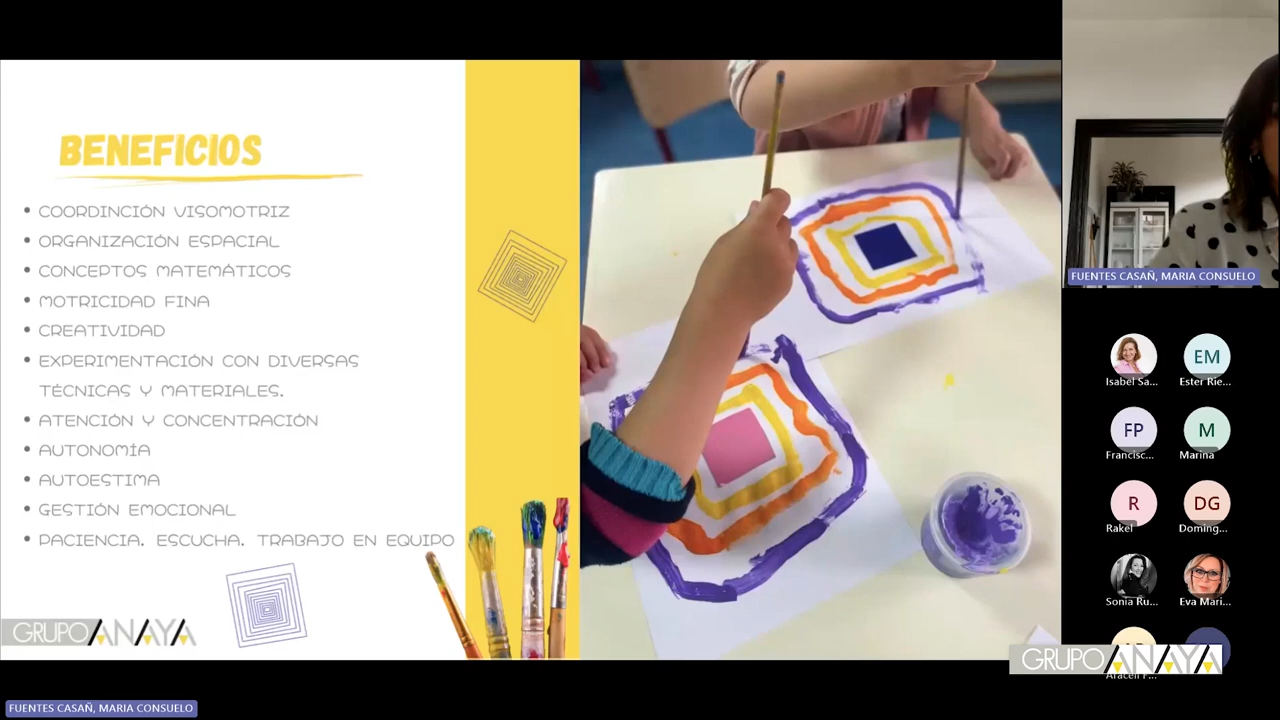 BENEFICIOS
COORDINCIÓN VISOMOTRIZ
ORGANIZACIÓN ESPACIAL
CONCEPTOS MATEMÁTICOS
MOTRICIDAD FINA
CREATIVIDAD
EXPERIMENTACIÓN CON DIVERSAS
TÉCNICAS Y MATERIALES.
ATENCIÓN Y CONCENTRACIÓN
AUTONOMÍA
AUTOESTIMA
GESTIÓN EMOCIONAL
PACIENCIA. ESCUCHA. TRABAJO EN EQUIPO
GRUPO ANAYA
FUENTES CASAÑ, MARIA CONSUELO
FUENTES CASAÑ, MARIA CONSUELO
Isabel Sa...
EM
Ester Rie...
FP
Francisc...
M
Marina
R
Rakel
DG
Doming...
Sonia Ru...
Eva Mari...
GRUPO ANAYA